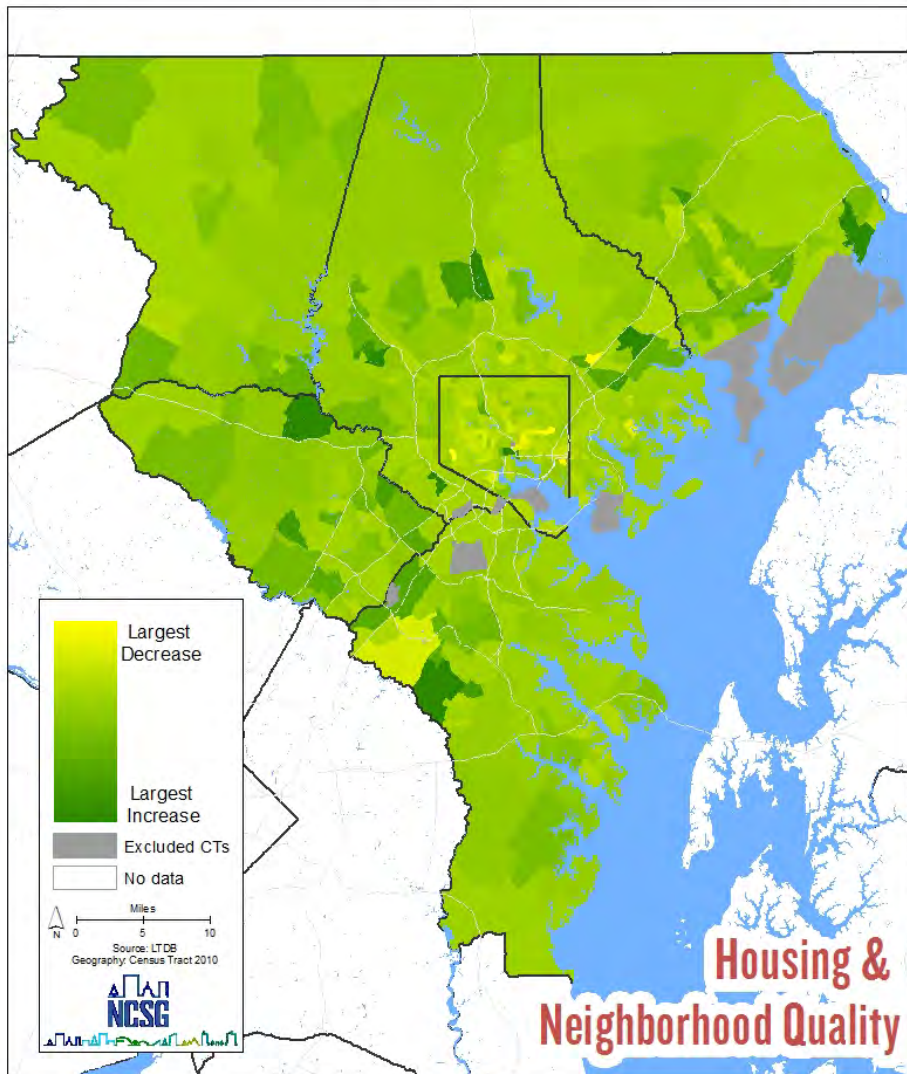 Largest
Decrease
Largest
Increase
Excluded CTs
No data
Miles
N
0 5 10
Source: LTDB
Geography: Census Tract 2010
NCSG
Housing &
Neighborhood Quality